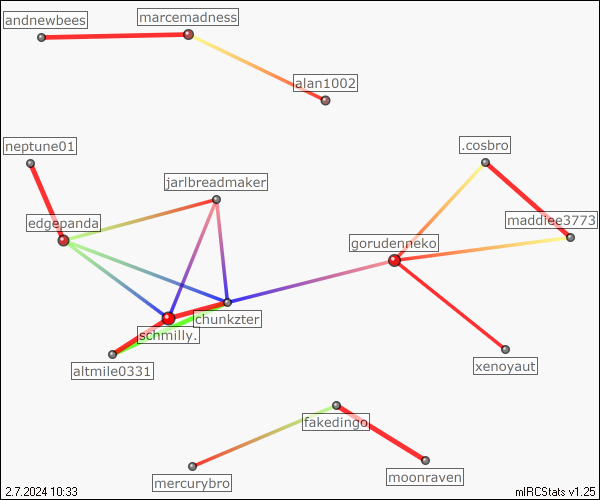 andnewbees
marcemadness
alan1002
neptune01
.cosbro
jarlbreadmaker
edgepanda
maddiee3773
gorudenneko
chunkzter
schmilly.
altmile0331
xenoyaut
fakedingo
mercurybro
moonraven
2.7.2024 10:33
mIRCStats v1.25